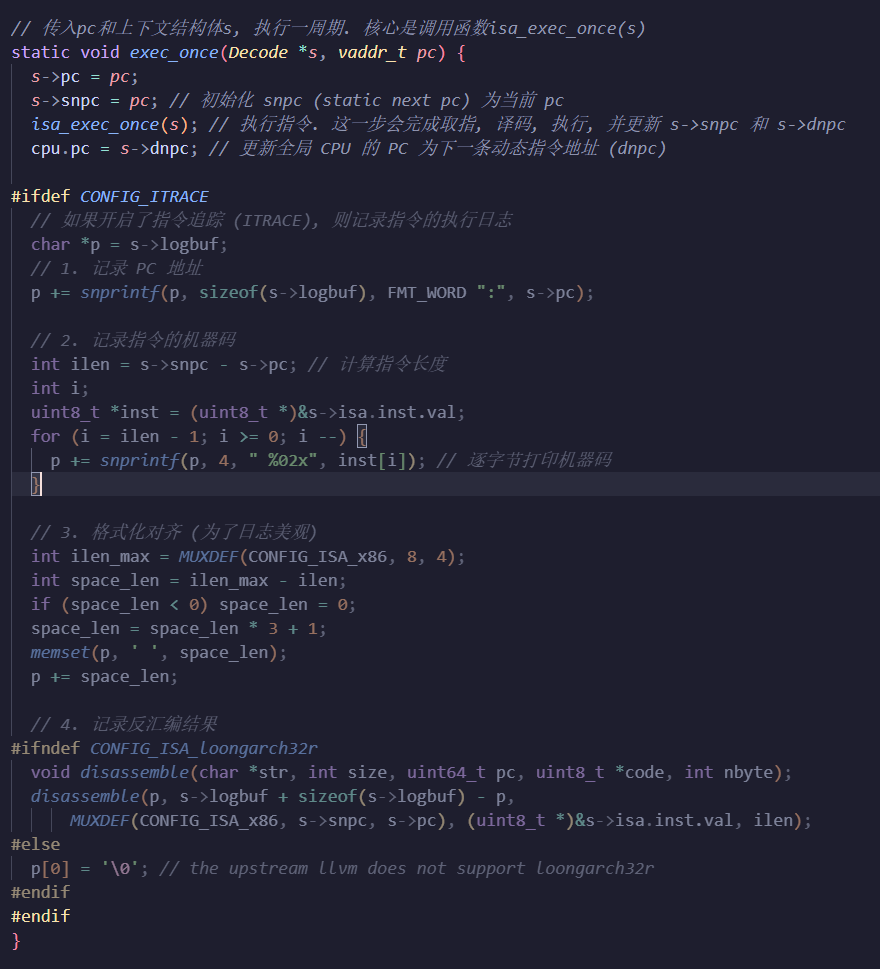 // 传入pc和上下文结构体s, 执行一周期. 核心是调用函数isa_exec_once(s)
static void exec_once(Decode *s, vaddr_t pc) {
  s->pc = pc;
  s->snpc = pc; // 初始化 snpc (static next pc) 为当前 pc
  isa_exec_once(s); // 执行指令. 这一步会完成取指, 译码, 执行, 并更新 s->snpc 和 s->dnpc
  cpu.pc = s->dnpc; // 更新全局 CPU 的 PC 为下一条动态指令地址 (dnpc)

#ifdef CONFIG_ITRACE
  // 如果开启了指令追踪 (ITRACE), 则记录指令的执行日志
  char *p = s->logbuf;
  // 1. 记录 PC 地址
  p += snprintf(p, sizeof(s->logbuf), FMT_WORD ":", s->pc);

  // 2. 记录指令的机器码
  int ilen = s->snpc - s->pc; // 计算指令长度
  int i;
  uint8_t *inst = (uint8_t *)&s->isa.inst.val;
  for (i = ilen - 1; i >= 0; i --) {
    p += snprintf(p, 4, " %02x", inst[i]); // 逐字节打印机器码
  }

  // 3. 格式化对齐 (为了日志美观)
  int ilen_max = MUXDEF(CONFIG_ISA_x86, 8, 4);
  int space_len = ilen_max - ilen;
  if (space_len < 0) space_len = 0;
  space_len = space_len * 3 + 1;
  memset(p, ' ', space_len);
  p += space_len;

  // 4. 记录反汇编结果
#ifndef CONFIG_ISA_loongarch32r
  void disassemble(char *str, int size, uint64_t pc, uint8_t *code, int nbyte);
  disassemble(p, s->logbuf + sizeof(s->logbuf) - p,
      MUXDEF(CONFIG_ISA_x86, s->snpc, s->pc), (uint8_t *)&s->isa.inst.val, ilen);
#else
  p[0] = '\0'; // the upstream llvm does not support loongarch32r
#endif
#endif
}